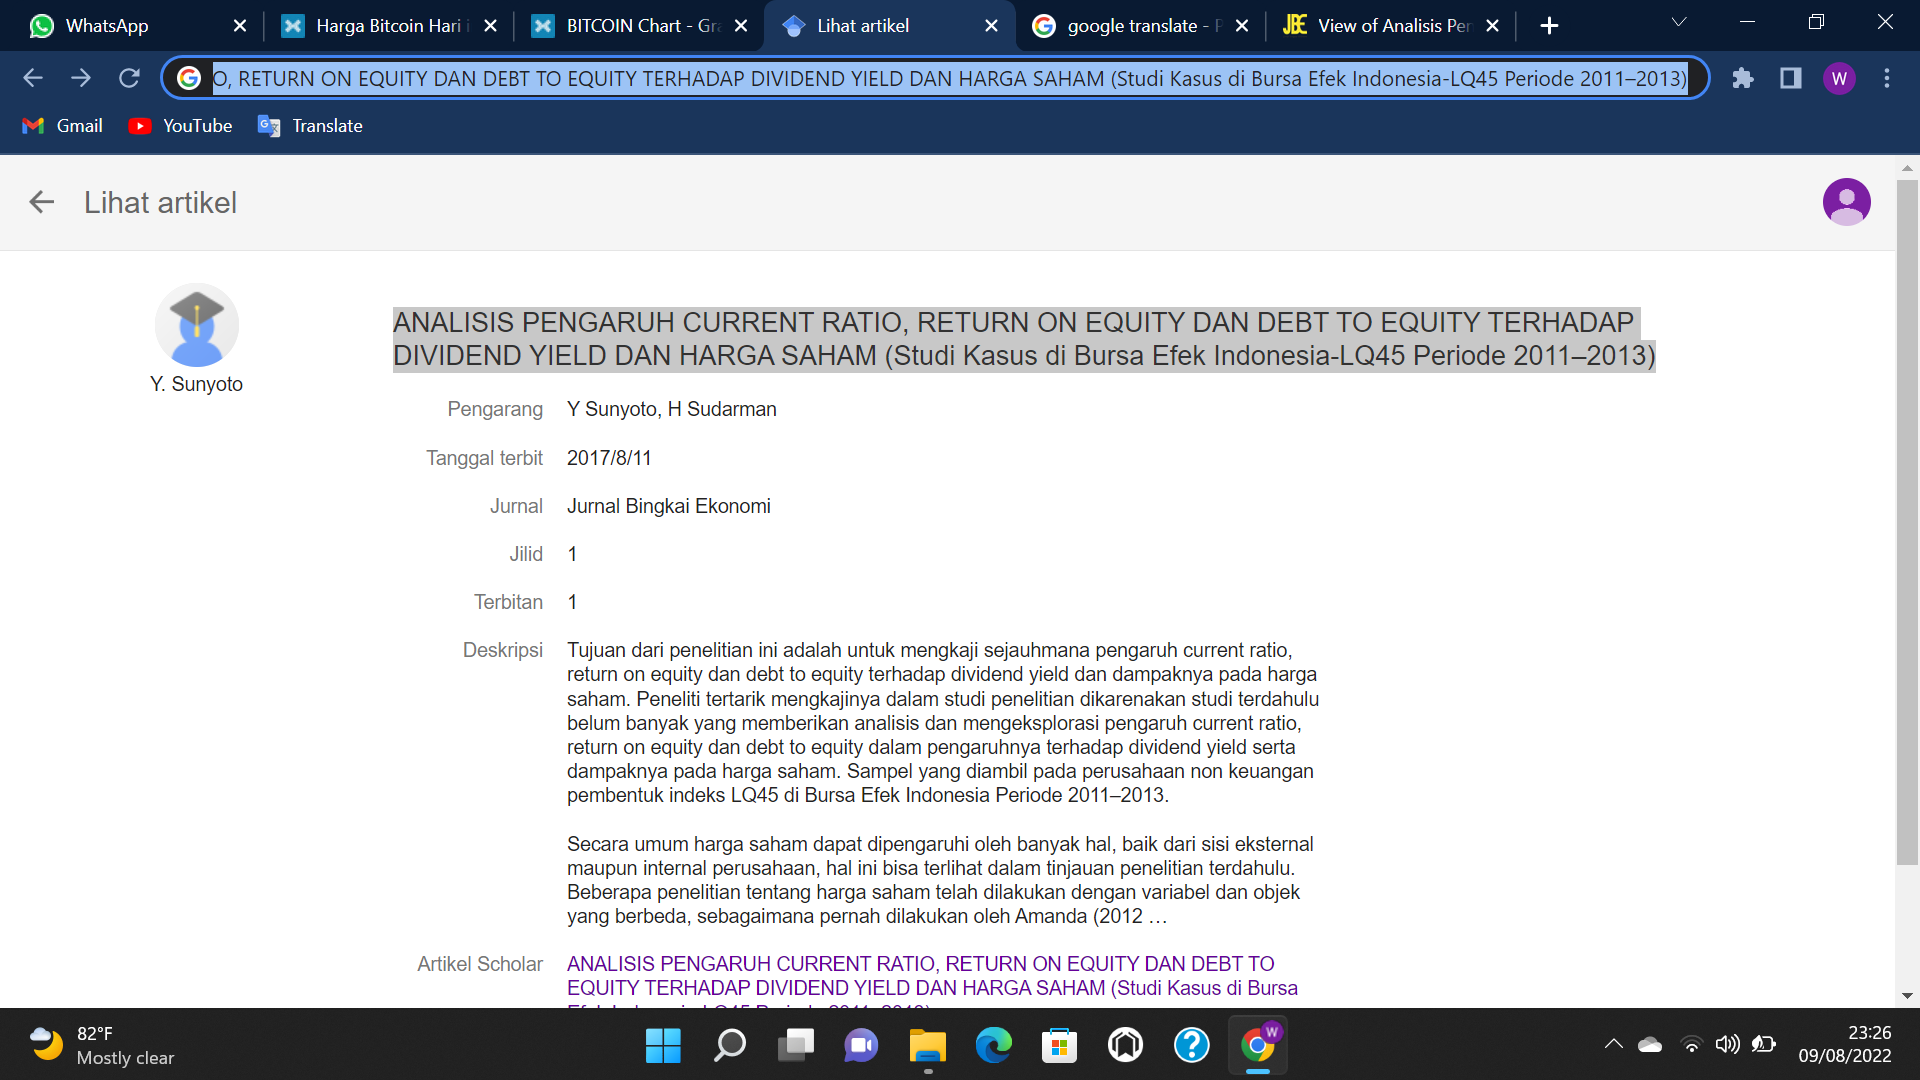 WhatsApp
Harga Bitcoin Hari
BITCOIN Chart - Gra
Lihat artikel
google translate - P
View of Analisis Per
O, RETURN ON EQUITY DAN DEBT TO EQUITY TERHADAP DIVIDEND YIELD DAN HARGA SAHAM (Studi Kasus di Bursa Efek Indonesia-LQ45 Periode 2011–2013)
W
Gmail
YouTube
Translate
Lihat artikel
Y. Sunyoto
ANALISIS PENGARUH CURRENT RATIO, RETURN ON EQUITY DAN DEBT TO EQUITY TERHADAP
DIVIDEND YIELD DAN HARGA SAHAM (Studi Kasus di Bursa Efek Indonesia-LQ45 Periode 2011–2013)
Pengarang Y Sunyoto, H Sudarman
Tanggal terbit 2017/8/11
Jurnal Jurnal Bingkai Ekonomi
Jilid 1
Terbitan 1
Deskripsi Tujuan dari penelitian ini adalah untuk mengkaji sejauhmana pengaruh current ratio,
return on equity dan debt to equity terhadap dividend yield dan dampaknya pada harga
saham. Peneliti tertarik mengkajinya dalam studi penelitian dikarenakan studi terdahulu
belum banyak yang memberikan analisis dan mengeksplorasi pengaruh current ratio,
return on equity dan debt to equity dalam pengaruhnya terhadap dividend yield serta
dampaknya pada harga saham. Sampel yang diambil pada perusahaan non keuangan
pembentuk indeks LQ45 di Bursa Efek Indonesia Periode 2011–2013.
Secara umum harga saham dapat dipengaruhi oleh banyak hal, baik dari sisi eksternal
maupun internal perusahaan, hal ini bisa terlihat dalam tinjauan penelitian terdahulu.
Beberapa penelitian tentang harga saham telah dilakukan dengan variabel dan objek
yang berbeda, sebagaimana pernah dilakukan oleh Amanda (2012 …
Artikel Scholar ANALISIS PENGARUH CURRENT RATIO, RETURN ON EQUITY DAN DEBT TO
EQUITY TERHADAP DIVIDEND YIELD DAN HARGA SAHAM (Studi Kasus di Bursa
82°F
Mostly clear
W
23:26
09/08/2022